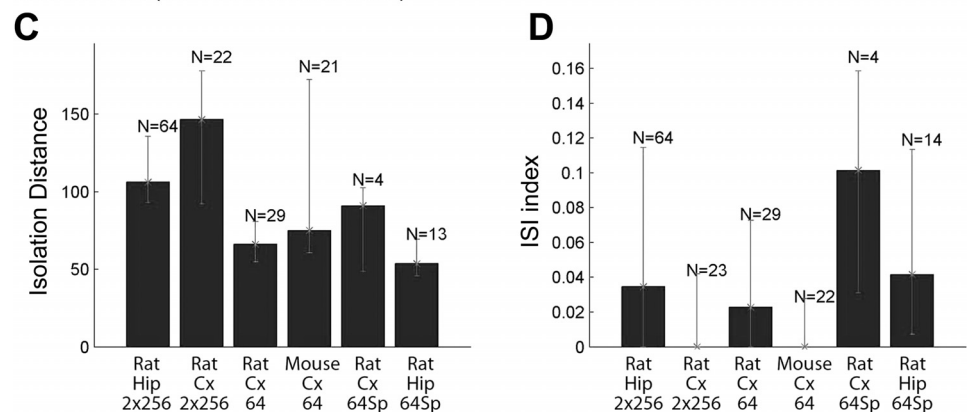 C
N=22
N=21
N=64
N=4
N=29
N=13
150
100
50
0
Isolation Distance
Rat Rat Rat Mouse Rat Rat
Hip Cx Cx Cx Cx Hip
2x256 2x256 64 64 64Sp 64Sp
D
N=4
N=64
N=14
N=29
N=23
N=22
0.16
0.14
0.12
0.1
0.08
0.06
0.04
0.02
0
ISI index
Rat Rat Rat Mouse Rat Rat
Hip Cx Cx Cx Cx Hip
2x256 2x256 64 64 64Sp 64Sp